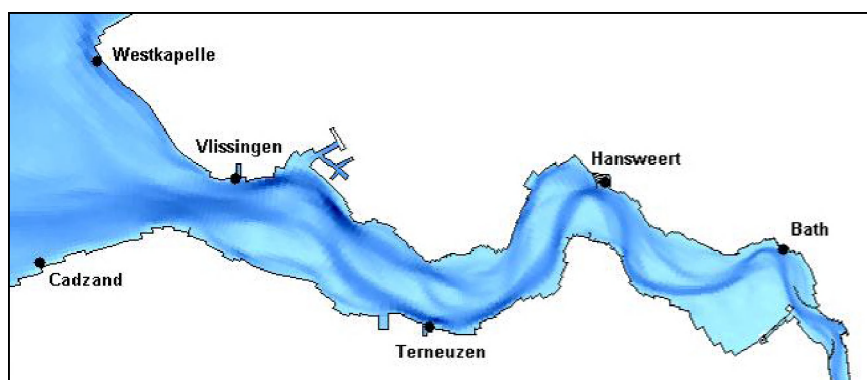 Westkapelle
Vlissingen
Hansweert
Bath
Cadzand
Terneuzen